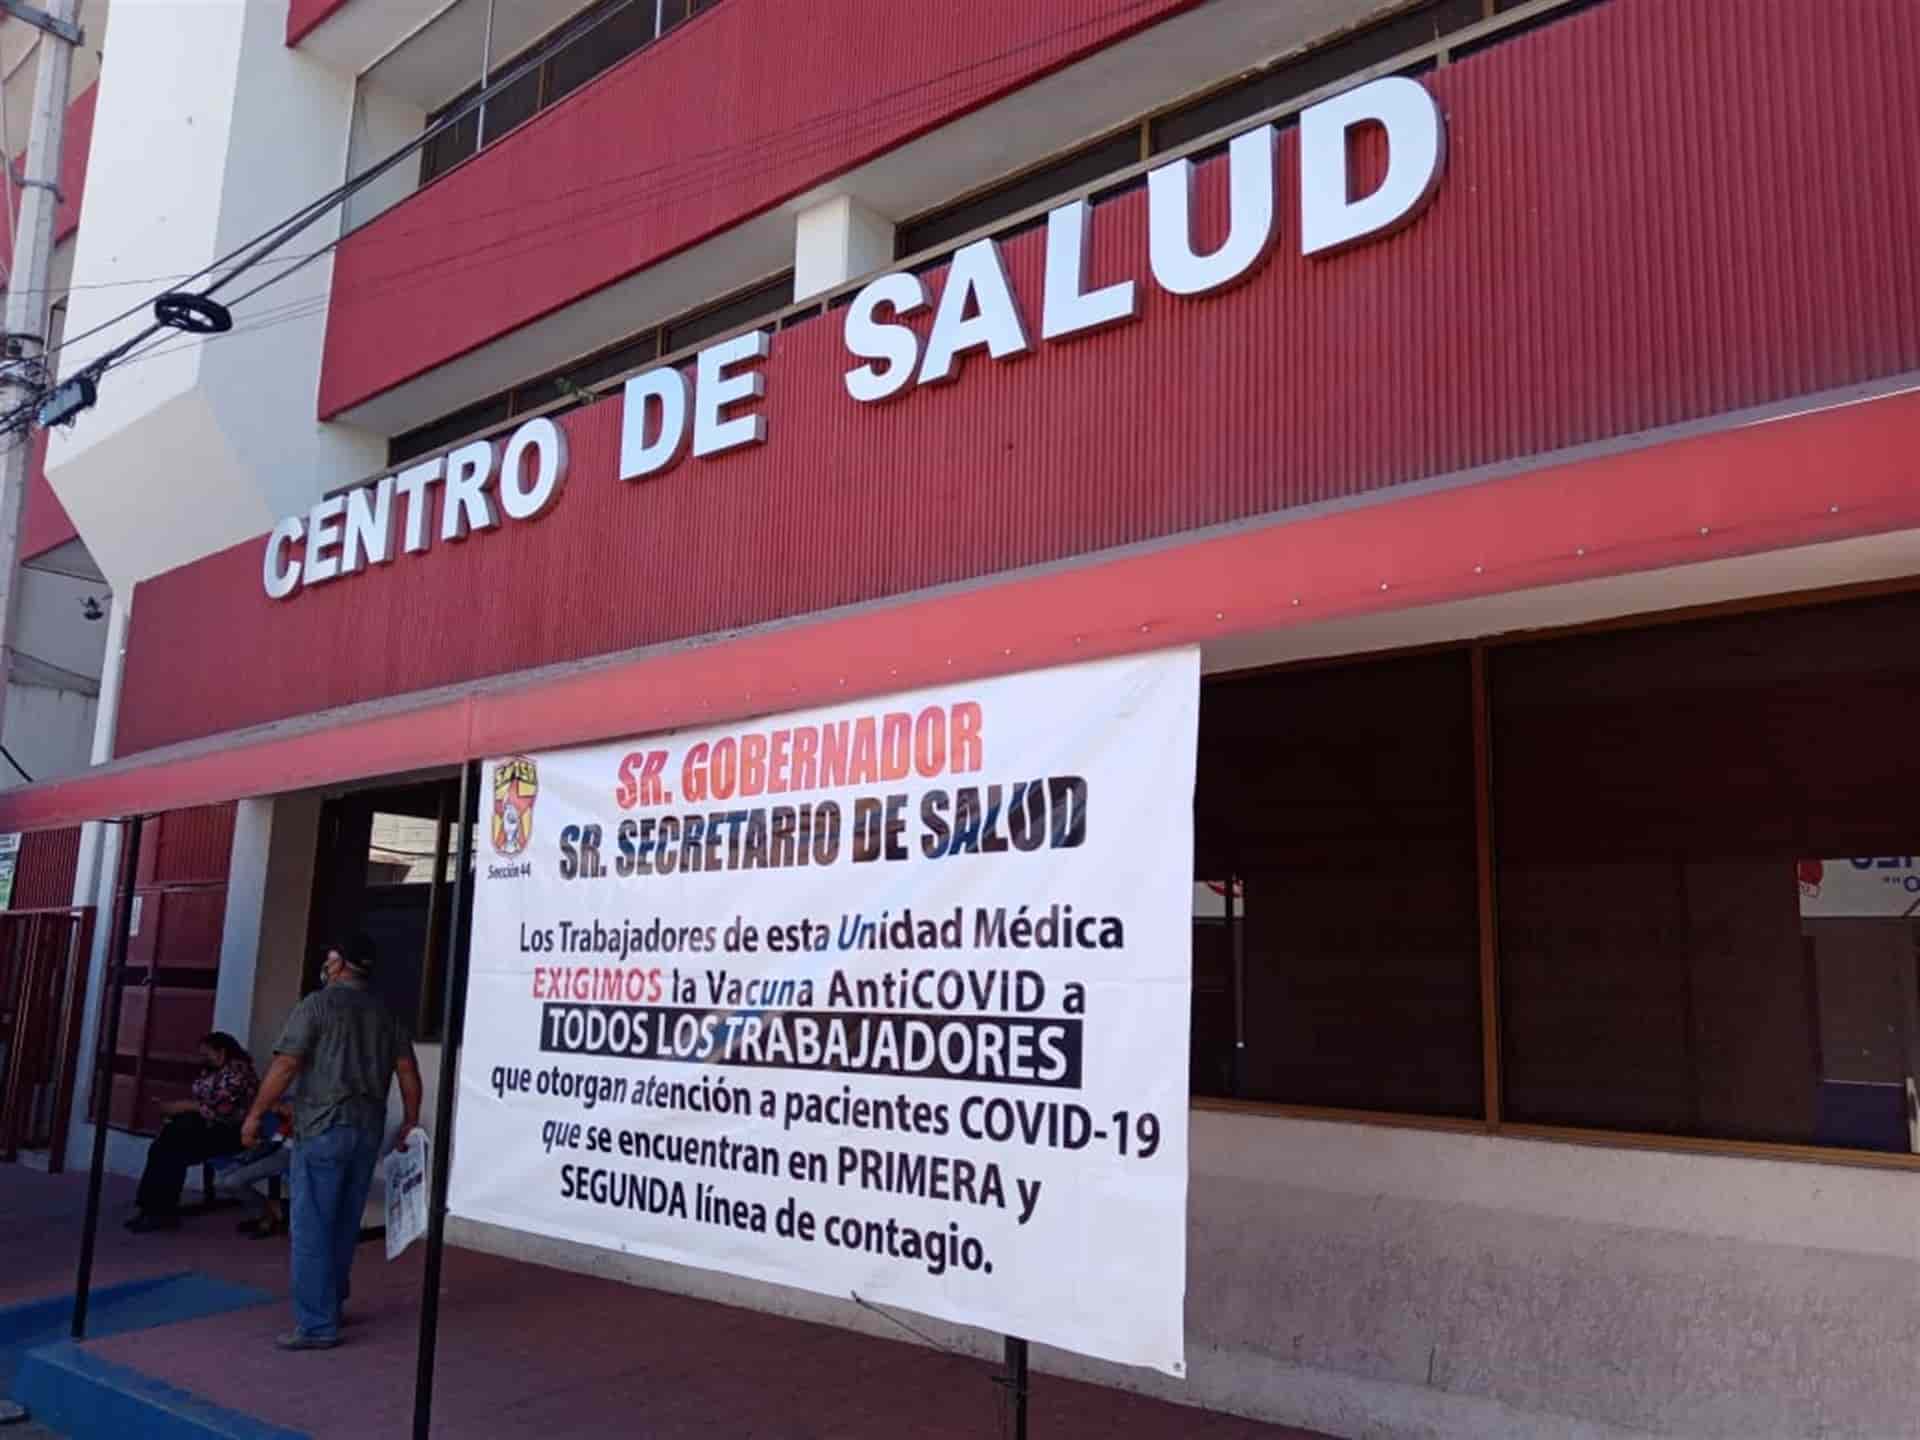 CENTRO DE SALUD
SR. GOBERNADOR
SR. SECRETARIO DE SALUD
Sección 44
Los Trabajadores de esta Unidad Médica
EXIGIMOS la Vacuna AntiCOVID a
TODOS LOS TRABAJADORES
que otorgan atención a pacientes COVID-19
que se encuentran en PRIMERA y
SEGUNDA línea de contagio.